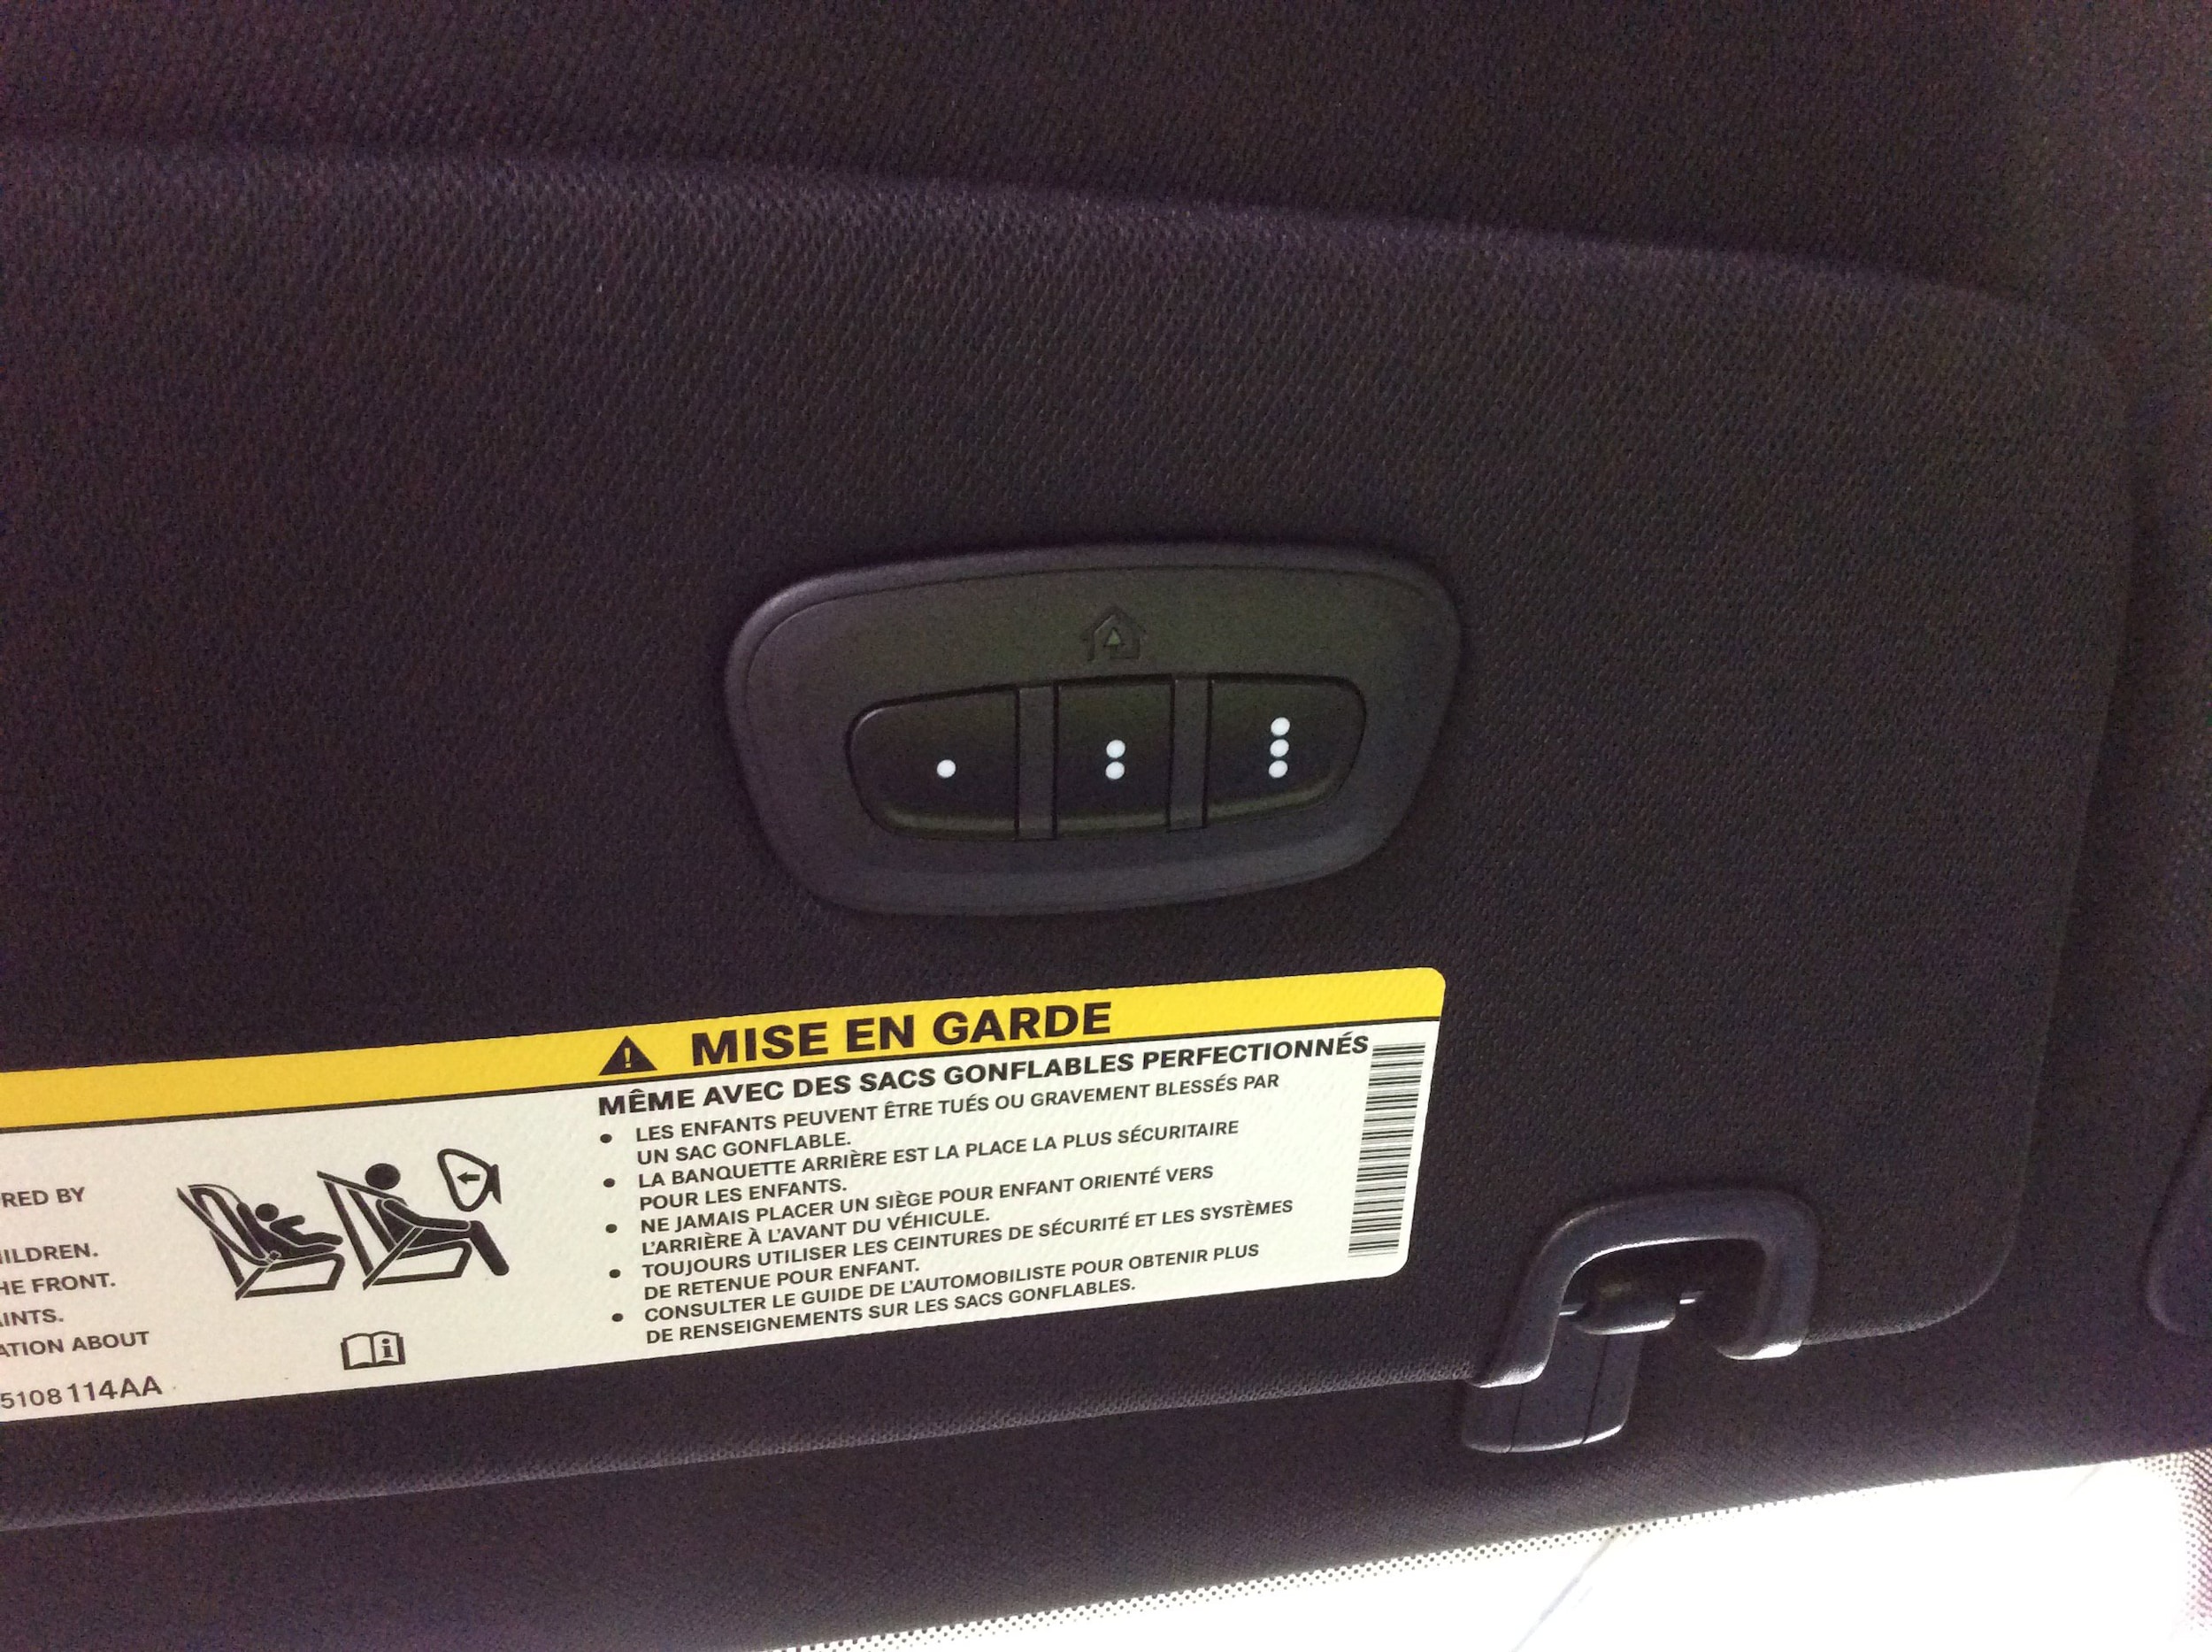 MISE EN GARDE
MÊME AVEC DES SACS GONFLABLES PERFECTIONNÉS
• LES ENFANTS PEUVENT ÊTRE TUÉS OU GRAVEMENT BLESSÉS PAR
UN SAC GONFLABLE.
• LA BANQUETTE ARRIÈRE EST LA PLACE LA PLUS SÉCURITAIRE
POUR LES ENFANTS.
• NE JAMAIS PLACER UN SIÈGE POUR ENFANT ORIENTÉ VERS
L'ARRIÈRE À L'AVANT DU VÉHICULE.
• TOUJOURS UTILISER LES CEINTURES DE SÉCURITÉ ET LES SYSTÈMES
DE RETENUE POUR ENFANT.
• CONSULTER LE GUIDE DE L'AUTOMOBILISTE POUR OBTENIR PLUS
DE RENSEIGNEMENTS SUR LES SACS GONFLABLES.
RED BY
ILDREN.
HE FRONT.
INTS.
ATION ABOUT
5108114AA